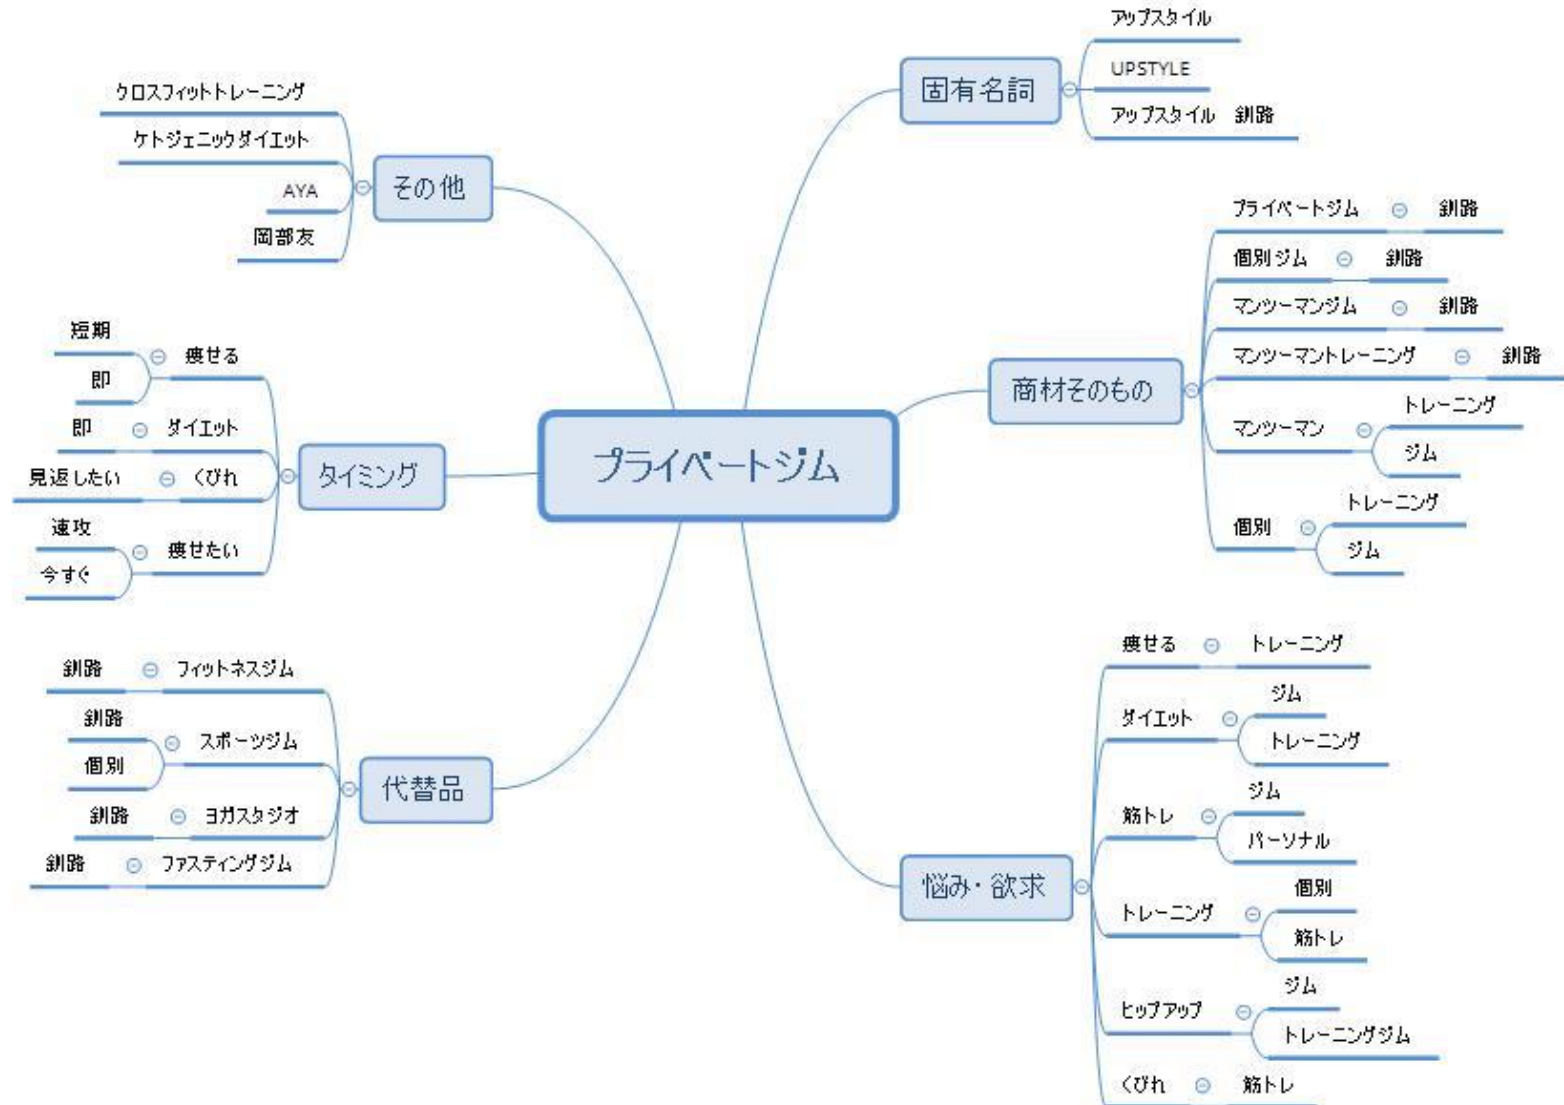 プライベートジム
固有名詞
アップスタイル
UPSTYLE
アップスタイル　釧路
商材そのもの
プライベートジム　釧路
個別ジム　釧路
マンツーマンジム　釧路
マンツーマントレーニング　釧路
マンツーマン
トレーニング
ジム
個別
トレーニング
ジム
悩み・欲求
痩せる　トレーニング
ダイエット
ジム
トレーニング
筋トレ
ジム
パーソナル
トレーニング
個別
筋トレ
ヒップアップ
ジム
トレーニングジム
くびれ　筋トレ
その他
クロスフィットトレーニング
ケトジェニックダイエット
AYA
岡部友
タイミング
痩せる
短期
即
ダイエット
即
くびれ
見返したい
痩せたい
速攻
今すぐ
代替品
フィットネスジム
釧路
スポーツジム
釧路
個別
ヨガスタジオ
釧路
ファスティングジム
釧路